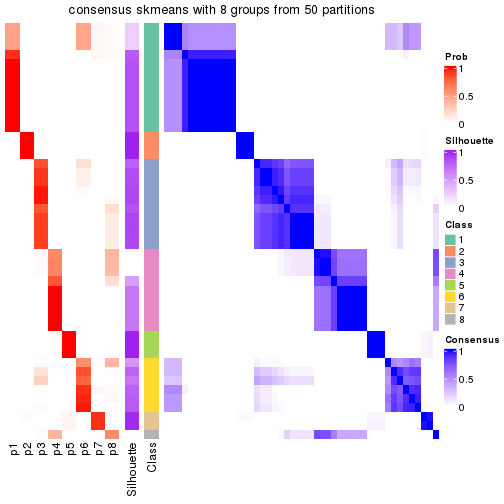 consensus skmeans with 8 groups from 50 partitions
Prob
1
0.5
0
Silhouette
1
0.5
0
Class
1
2
3
4
5
6
7
8
Consensus
1
0.5
0
p1
p2
p3
p4
p5
p6
p7
p8
Silhouette
Class